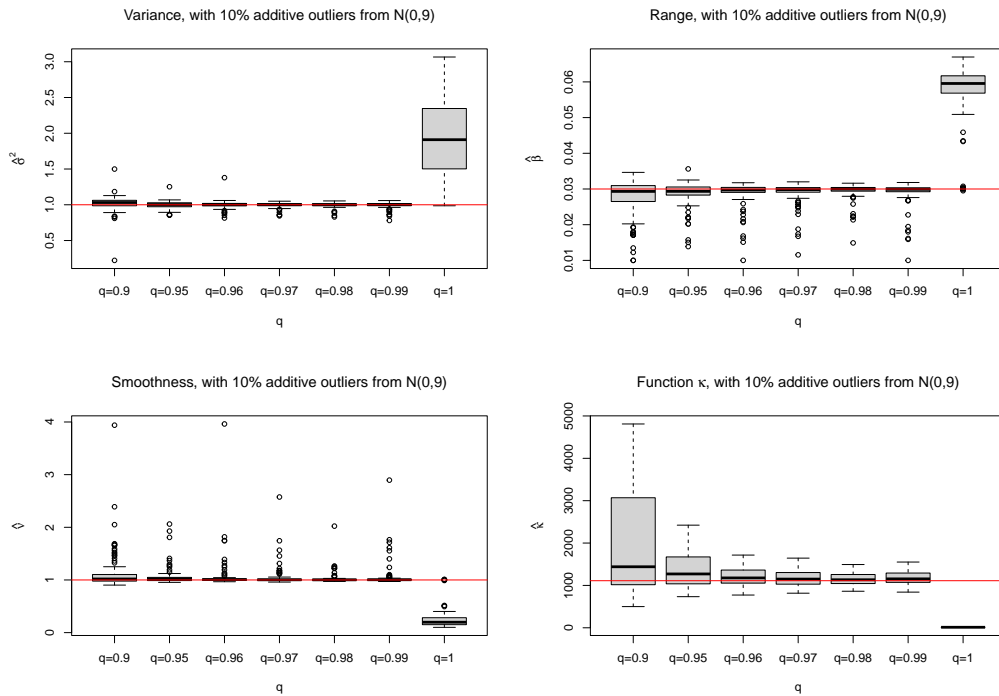 Variance, with 10% additive outliers from N(0,9)
σ̂²
3.0
2.5
2.0
1.5
1.0
0.5
q=0.9 q=0.95 q=0.96 q=0.97 q=0.98 q=0.99 q=1
q
Range, with 10% additive outliers from N(0,9)
β̂
0.06
0.05
0.04
0.03
0.02
0.01
q=0.9 q=0.95 q=0.96 q=0.97 q=0.98 q=0.99 q=1
q
Smoothness, with 10% additive outliers from N(0,9)
ν̂
4
3
2
1
0
q=0.9 q=0.95 q=0.96 q=0.97 q=0.98 q=0.99 q=1
q
Function κ, with 10% additive outliers from N(0,9)
κ̂
5000
4000
3000
2000
1000
0
q=0.9 q=0.95 q=0.96 q=0.97 q=0.98 q=0.99 q=1
q